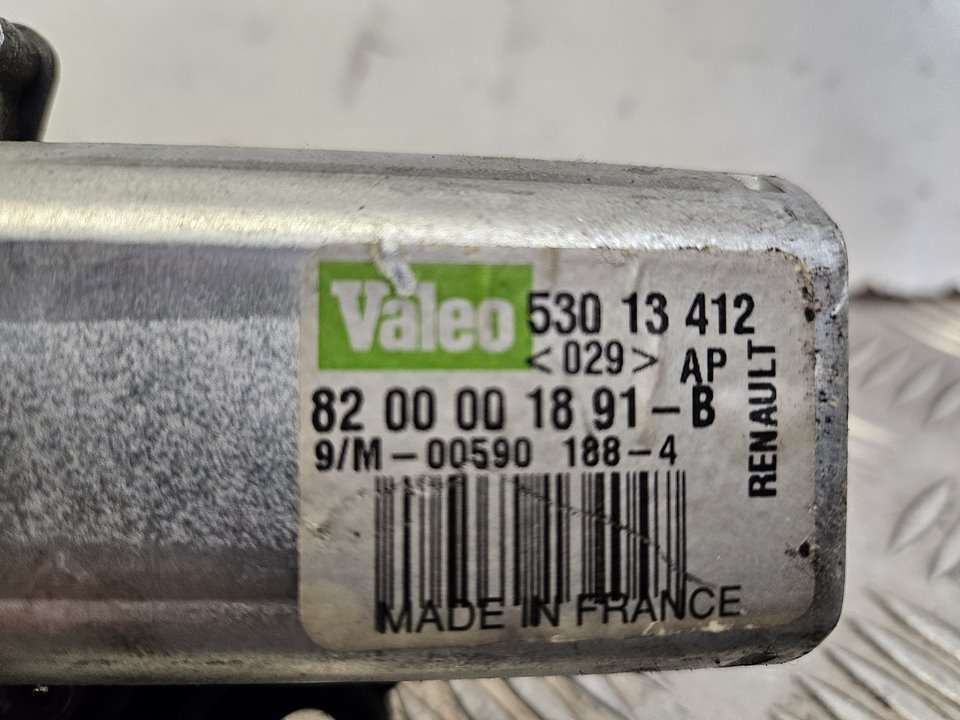 Valeo 530 13 412
<029> AP
82 00 00 18 91-B
9/M-00590 188-4
RENAULT
MADE IN FRANCE